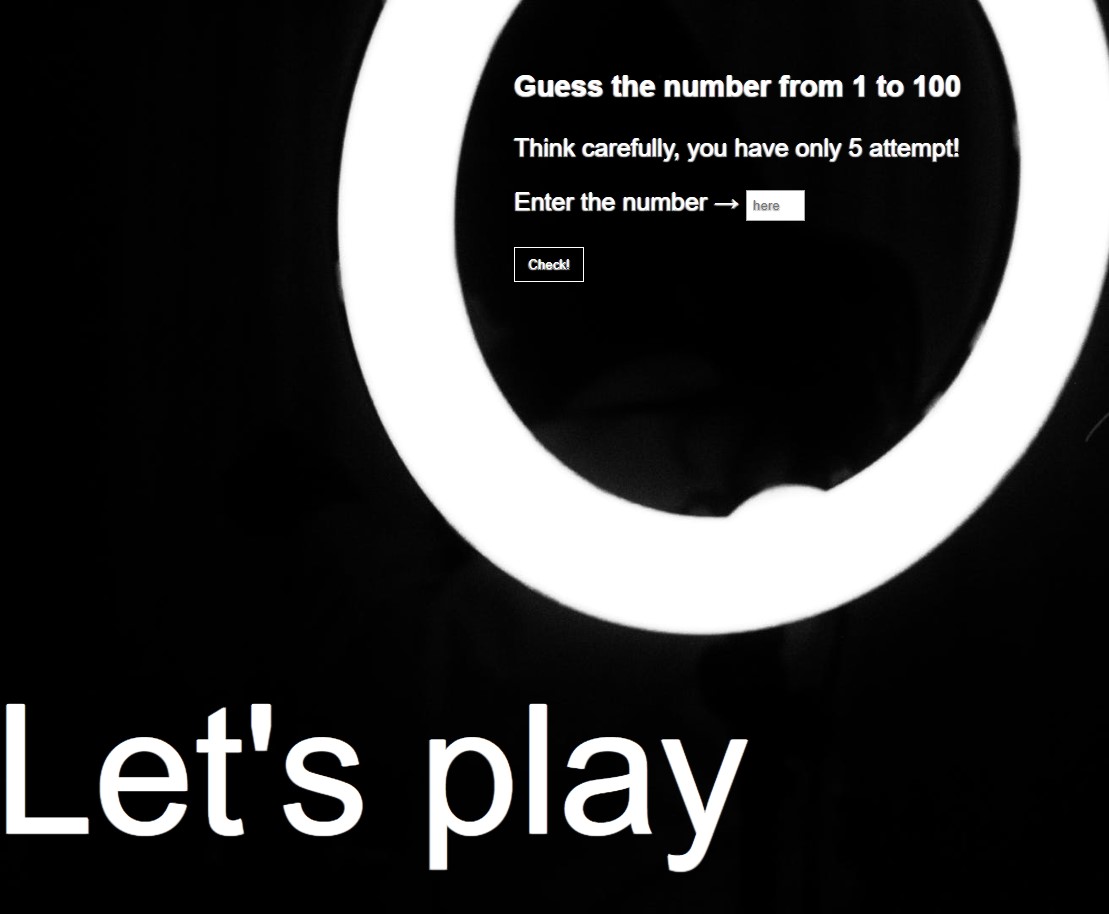 Guess the number from 1 to 100
Think carefully, you have only 5 attempt!
Enter the number → here
Check!
Let's play